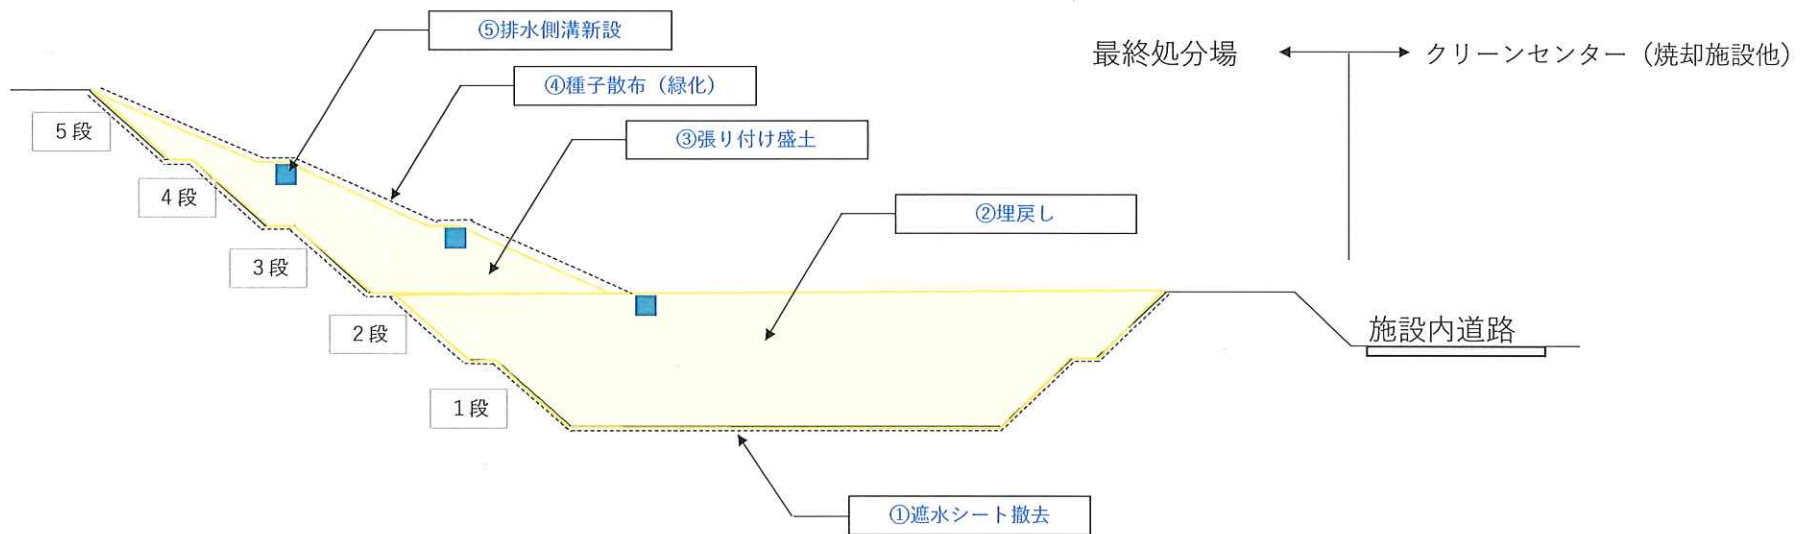 ⑤排水側溝新設
最終処分場
クリーンセンター（焼却施設他）
④種子散布（緑化）
5段
③張り付け盛土
4段
②埋戻し
3段
2段
施設内道路
1段
①遮水シート撤去